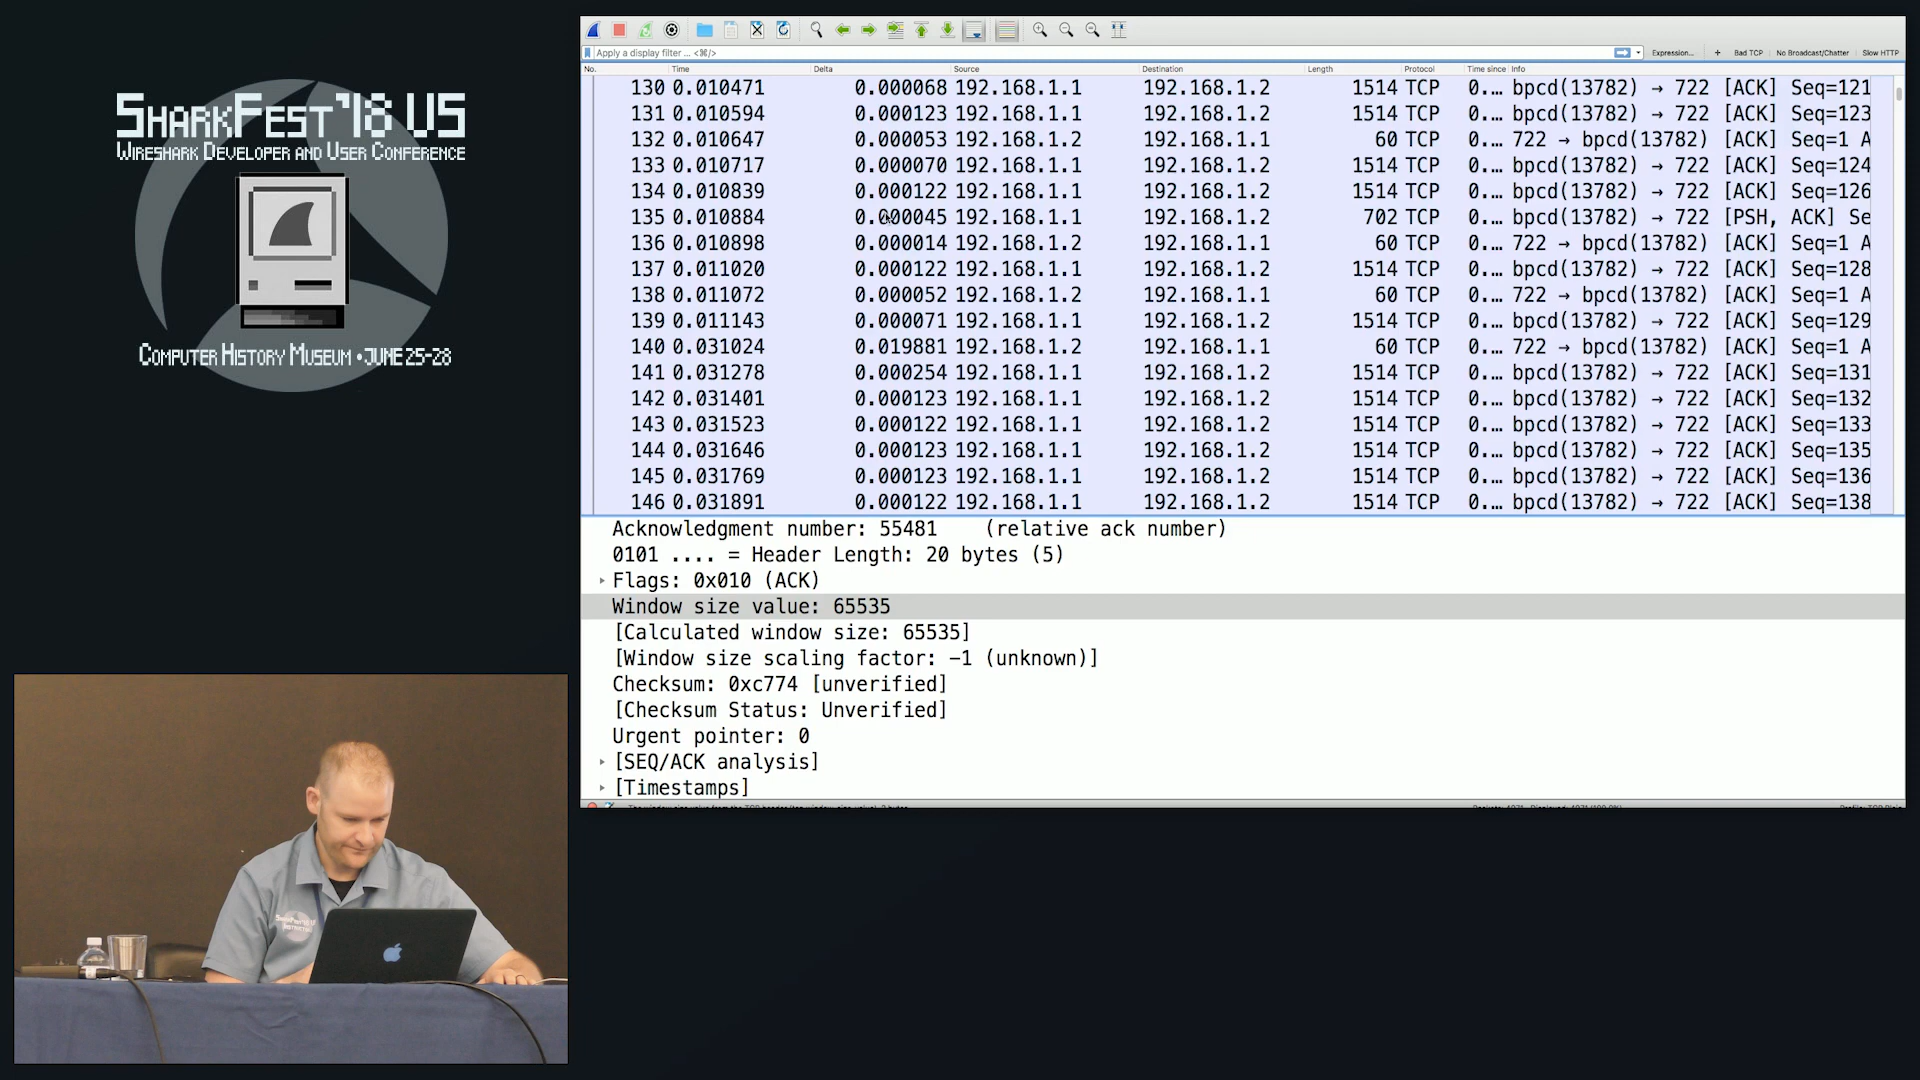 SharkFest '18 US
Wireshark Developer and User Conference
Computer History Museum • June 25-28
Apply a display filter ... <⌘/>
Expression... + Bad TCP No Broadcast/Chatter Slow HTTP
No. Time Delta Source Destination Length Protocol Time since Info
130 0.010471 0.000068 192.168.1.1 192.168.1.2 1514 TCP 0.… bpcd(13782) → 722 [ACK] Seq=121
131 0.010594 0.000123 192.168.1.1 192.168.1.2 1514 TCP 0.… bpcd(13782) → 722 [ACK] Seq=123
132 0.010647 0.000053 192.168.1.2 192.168.1.1 60 TCP 0.… 722 → bpcd(13782) [ACK] Seq=1 A
133 0.010717 0.000070 192.168.1.1 192.168.1.2 1514 TCP 0.… bpcd(13782) → 722 [ACK] Seq=124
134 0.010839 0.000122 192.168.1.1 192.168.1.2 1514 TCP 0.… bpcd(13782) → 722 [ACK] Seq=126
135 0.010884 0.000045 192.168.1.1 192.168.1.2 702 TCP 0.… bpcd(13782) → 722 [PSH, ACK] Se
136 0.010898 0.000014 192.168.1.2 192.168.1.1 60 TCP 0.… 722 → bpcd(13782) [ACK] Seq=1 A
137 0.011020 0.000122 192.168.1.1 192.168.1.2 1514 TCP 0.… bpcd(13782) → 722 [ACK] Seq=128
138 0.011072 0.000052 192.168.1.2 192.168.1.1 60 TCP 0.… 722 → bpcd(13782) [ACK] Seq=1 A
139 0.011143 0.000071 192.168.1.1 192.168.1.2 1514 TCP 0.… bpcd(13782) → 722 [ACK] Seq=129
140 0.031024 0.019881 192.168.1.2 192.168.1.1 60 TCP 0.… 722 → bpcd(13782) [ACK] Seq=1 A
141 0.031278 0.000254 192.168.1.1 192.168.1.2 1514 TCP 0.… bpcd(13782) → 722 [ACK] Seq=131
142 0.031401 0.000123 192.168.1.1 192.168.1.2 1514 TCP 0.… bpcd(13782) → 722 [ACK] Seq=132
143 0.031523 0.000122 192.168.1.1 192.168.1.2 1514 TCP 0.… bpcd(13782) → 722 [ACK] Seq=133
144 0.031646 0.000123 192.168.1.1 192.168.1.2 1514 TCP 0.… bpcd(13782) → 722 [ACK] Seq=135
145 0.031769 0.000123 192.168.1.1 192.168.1.2 1514 TCP 0.… bpcd(13782) → 722 [ACK] Seq=136
146 0.031891 0.000122 192.168.1.1 192.168.1.2 1514 TCP 0.… bpcd(13782) → 722 [ACK] Seq=138
Acknowledgment number: 55481 (relative ack number)
0101 .... = Header Length: 20 bytes (5)
Flags: 0x010 (ACK)
Window size value: 65535
[Calculated window size: 65535]
[Window size scaling factor: -1 (unknown)]
Checksum: 0xc774 [unverified]
[Checksum Status: Unverified]
Urgent pointer: 0
[SEQ/ACK analysis]
[Timestamps]